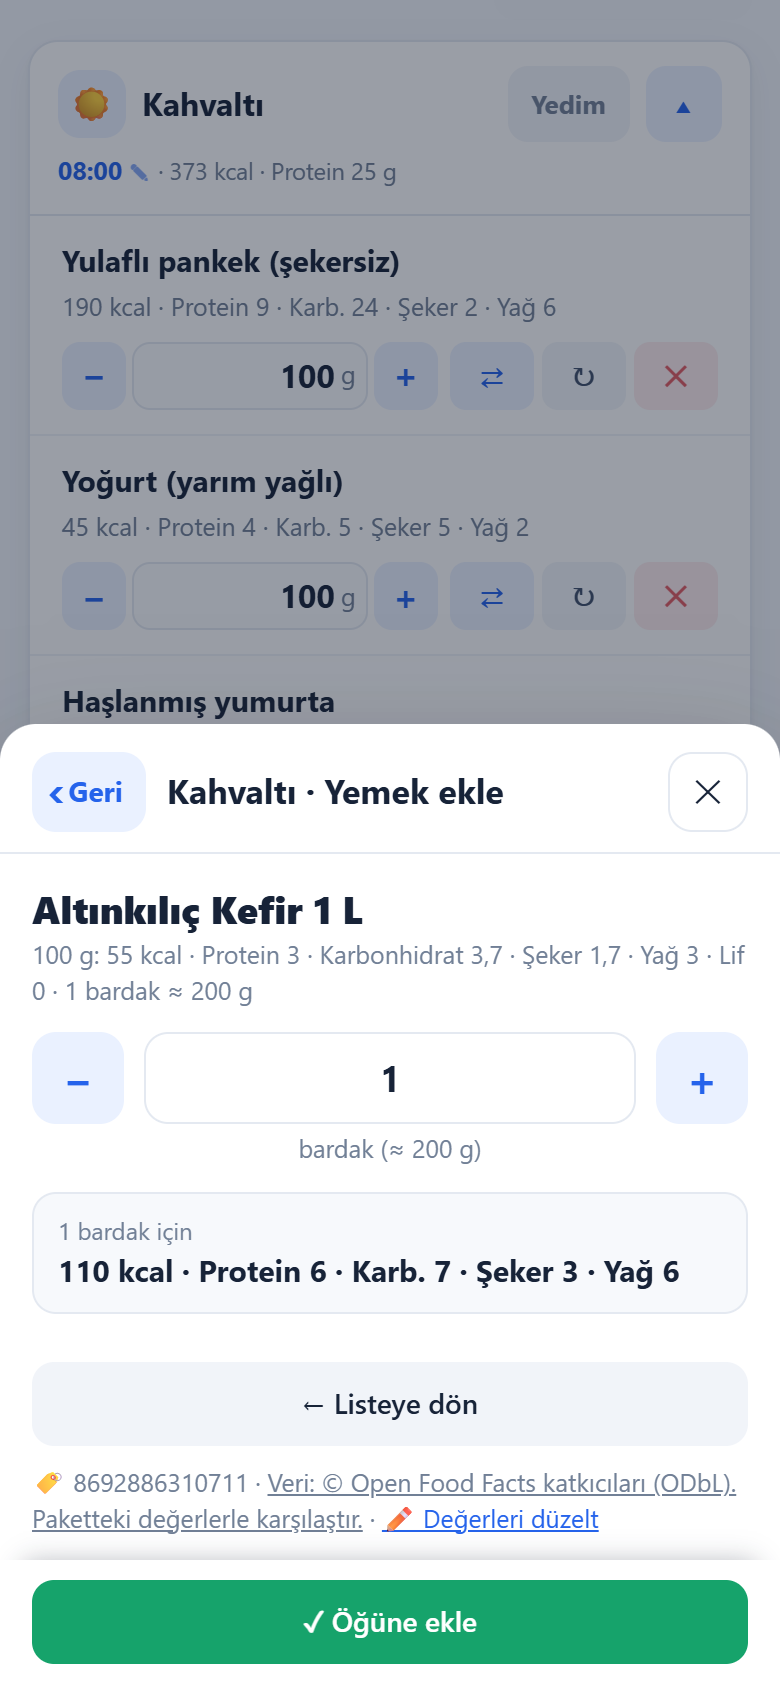 Kahvaltı
Yedim
▲
08:00 · 373 kcal · Protein 25 g
Yulaflı pankek (şekersiz)
190 kcal · Protein 9 · Karb. 24 · Şeker 2 · Yağ 6
− 100 g + ⇄ ↻ ✕
Yoğurt (yarım yağlı)
45 kcal · Protein 4 · Karb. 5 · Şeker 5 · Yağ 2
− 100 g + ⇄ ↻ ✕
Haşlanmış yumurta
‹ Geri
Kahvaltı · Yemek ekle
✕
Altınkılıç Kefir 1 L
100 g: 55 kcal · Protein 3 · Karbonhidrat 3,7 · Şeker 1,7 · Yağ 3 · Lif
0 · 1 bardak ≈ 200 g
− 1 +
bardak (≈ 200 g)
1 bardak için
110 kcal · Protein 6 · Karb. 7 · Şeker 3 · Yağ 6
← Listeye dön
8692886310711 · Veri: © Open Food Facts katkıcıları (ODbL).
Paketteki değerlerle karşılaştır. · Değerleri düzelt
✓ Öğüne ekle